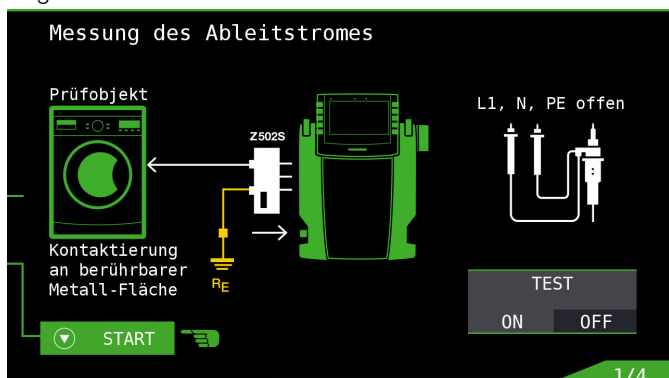 Messung des Ableitstromes
Prüfobjekt
L1, N, PE offen
Z502S
Kontaktierung
an berührbarer
Metall-Fläche
RE
TEST
ON OFF
START
1/4